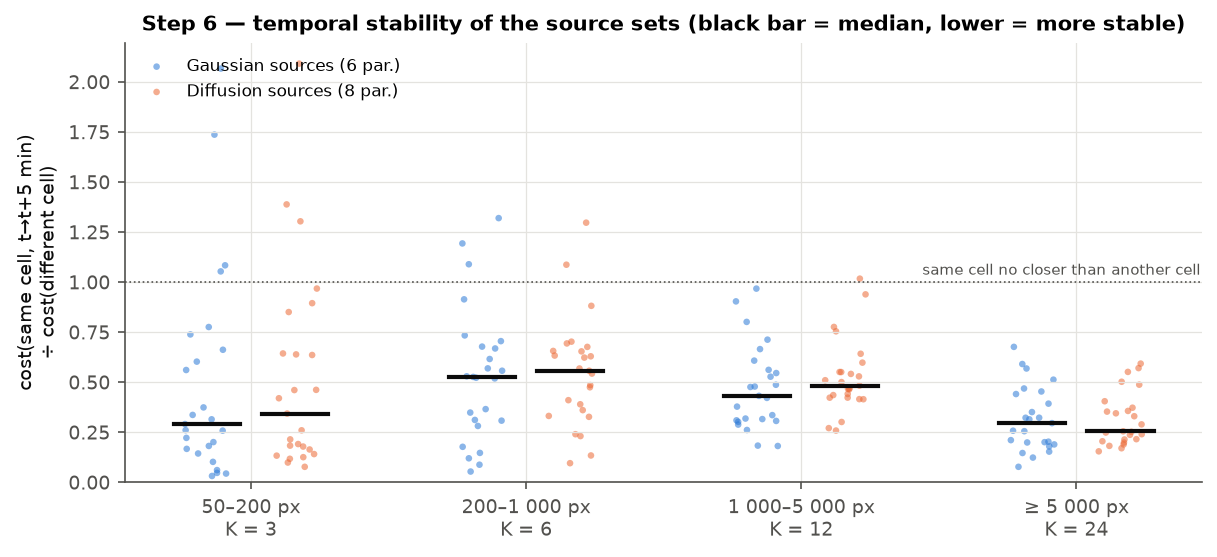 Step 6 — temporal stability of the source sets (black bar = median, lower = more stable)
Gaussian sources (6 par.)
Diffusion sources (8 par.)
cost(same cell, t→t+5 min)
÷ cost(different cell)
2.00
1.75
1.50
1.25
1.00
0.75
0.50
0.25
0.00
same cell no closer than another cell
50–200 px
K = 3
200–1 000 px
K = 6
1 000–5 000 px
K = 12
≥ 5 000 px
K = 24